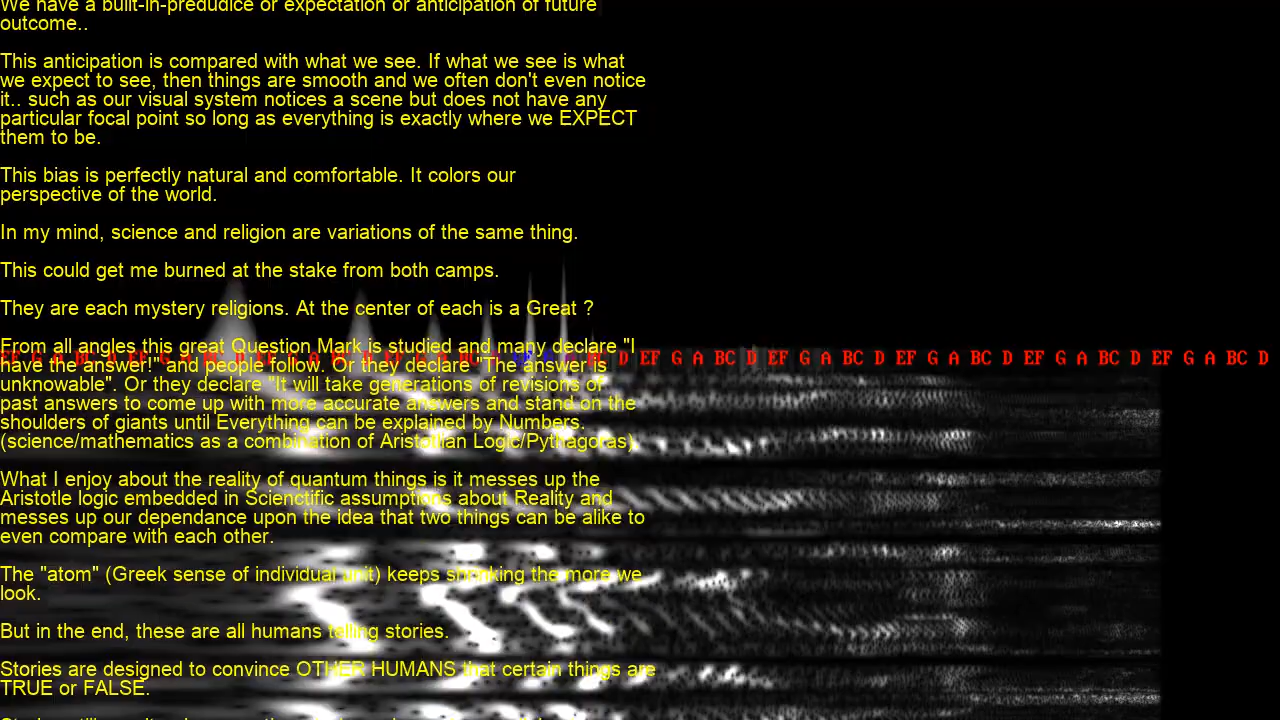 We have a built-in-predudice or expectation or anticipation of future
outcome..
This anticipation is compared with what we see. If what we see is what
we expect to see, then things are smooth and we often don't even notice
it.. such as our visual system notices a scene but does not have any
particular focal point so long as everything is exactly where we EXPECT
them to be.
This bias is perfectly natural and comfortable. It colors our
perspective of the world.
In my mind, science and religion are variations of the same thing.
This could get me burned at the stake from both camps.
They are each mystery religions. At the center of each is a Great ?
From all angles this great Question Mark is studied and many declare "I
D EF G A BC D EF G A BC D EF G A BC D EF G A BC D EF G A BC D
have the answer!" and people follow. Or they declare "The answer is
unknowable". Or they declare "It will take generations of revisions of
past answers to come up with more accurate answers and stand on the
shoulders of giants until Everything can be explained by Numbers.
(science/mathematics as a combination of Aristotlian Logic/Pythagoras)
What I enjoy about the reality of quantum things is it messes up the
Aristotle logic embedded in Scienctific assumptions about Reality and
messes up our dependance upon the idea that two things can be alike to
even compare with each other.
The "atom" (Greek sense of individual unit) keeps shrinking the more we
look.
But in the end, these are all humans telling stories.
Stories are designed to convince OTHER HUMANS that certain things are
TRUE or FALSE.